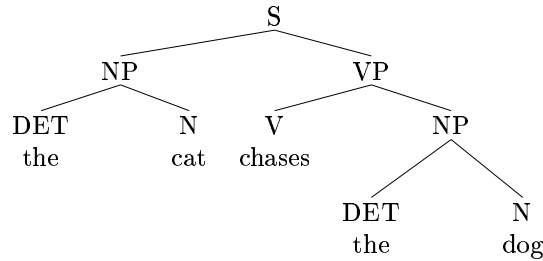 S
NP VP
DET N V NP
the cat chases
DET N
the dog